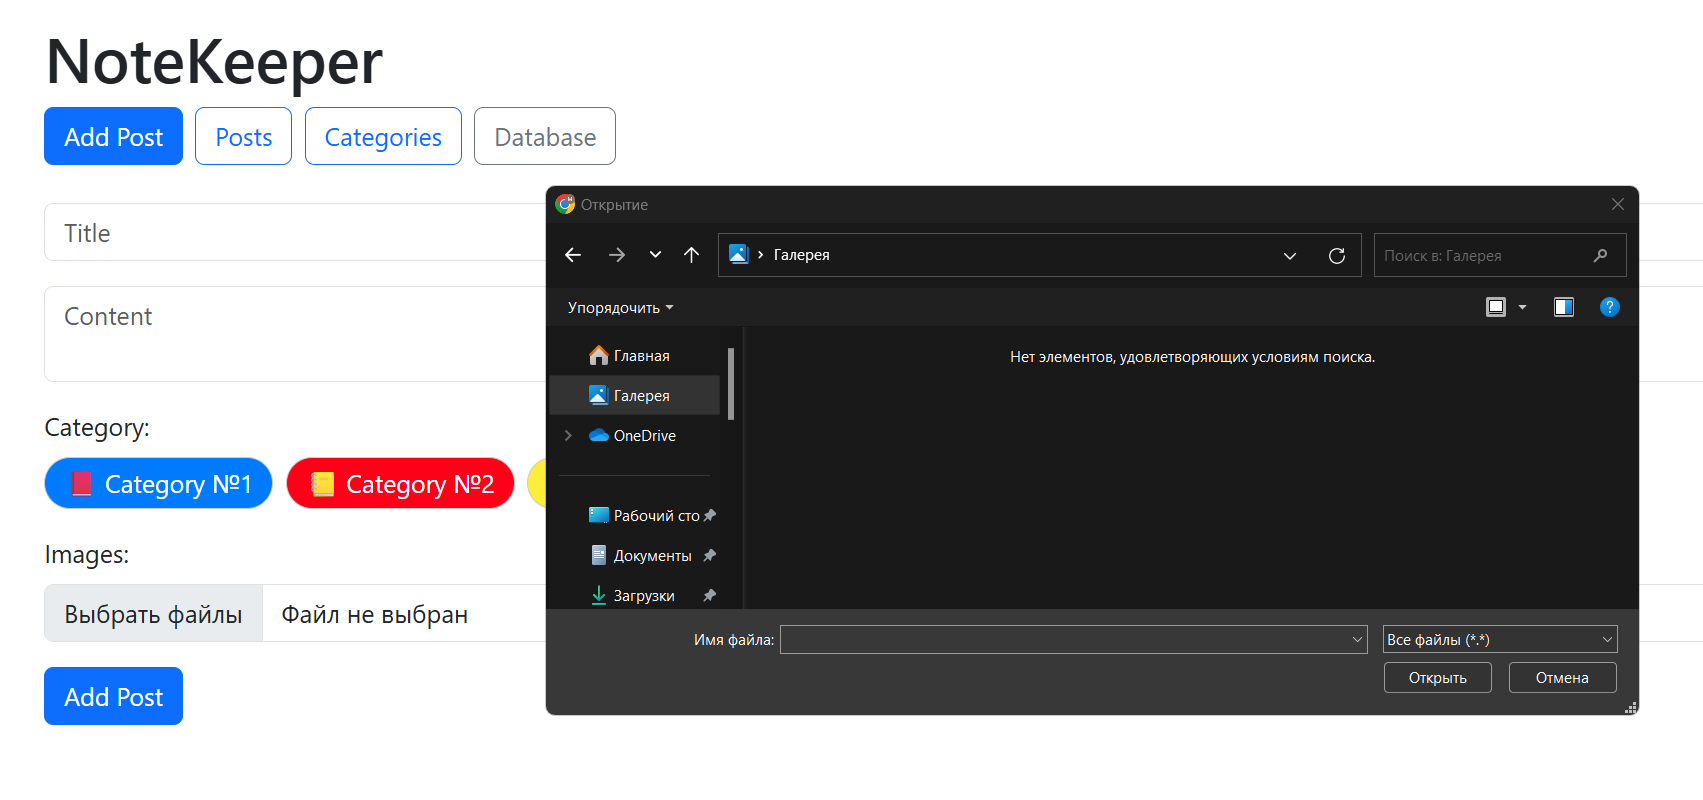 NoteKeeper
Add Post
Posts
Categories
Database
Title
Content
Category:
📕 Category №1
📒 Category №2
Images:
Выбрать файлы
Файл не выбран
Add Post
Открытие
Галерея
Поиск в: Галерея
Упорядочить
Главная
Галерея
OneDrive
Рабочий сто
Документы
Загрузки
Нет элементов, удовлетворяющих условиям поиска.
Имя файла:
Все файлы (*.*)
Открыть
Отмена